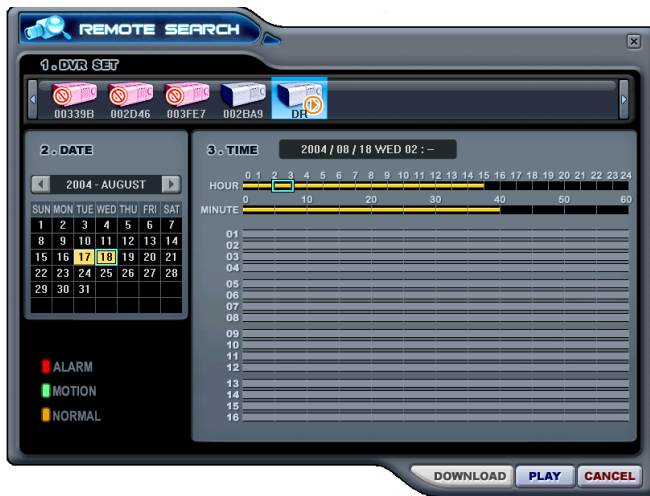 REMOTE SEARCH
1. DVR SET
00339B 002D46 003FE7 002BA9 DR
2. DATE
2004 - AUGUST
SUN MON TUE WED THU FRI SAT
1 2 3 4 5 6 7
8 9 10 11 12 13 14
15 16 17 18 19 20 21
22 23 24 25 26 27 28
29 30 31
ALARM
MOTION
NORMAL
3. TIME
2004 / 08 / 18 WED 02 : –
0 1 2 3 4 5 6 7 8 9 10 11 12 13 14 15 16 17 18 19 20 21 22 23 24
HOUR
0 10 20 30 40 50 60
MINUTE
01
02
03
04
05
06
07
08
09
10
11
12
13
14
15
16
DOWNLOAD PLAY CANCEL